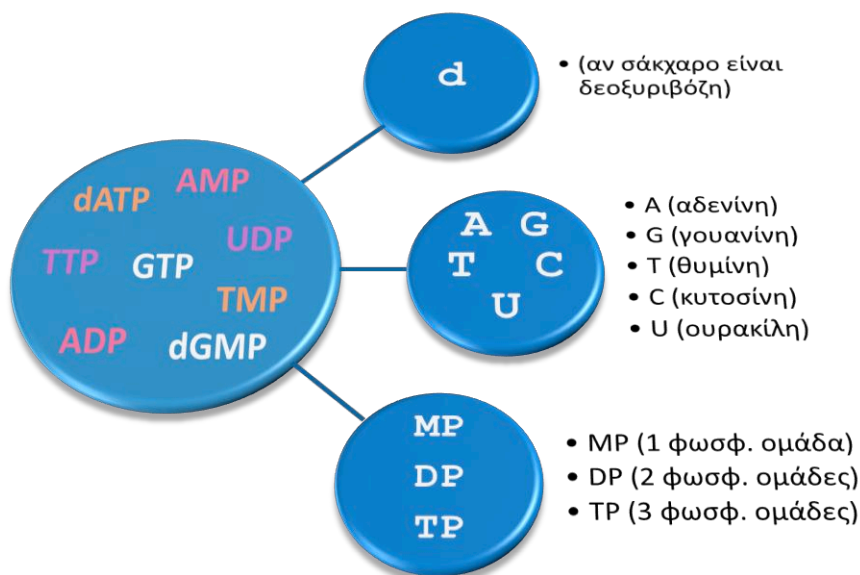 d
• (αν σάκχαρο είναι
δεοξυριβόζη)
AMP
dATP
UDP
TTP
GTP
TMP
ADP
dGMP
A G
T C
U
• A (αδενίνη)
• G (γουανίνη)
• T (θυμίνη)
• C (κυτοσίνη)
• U (ουρακίλη)
MP
DP
TP
• MP (1 φωσφ. ομάδα)
• DP (2 φωσφ. ομάδες)
• TP (3 φωσφ. ομάδες)